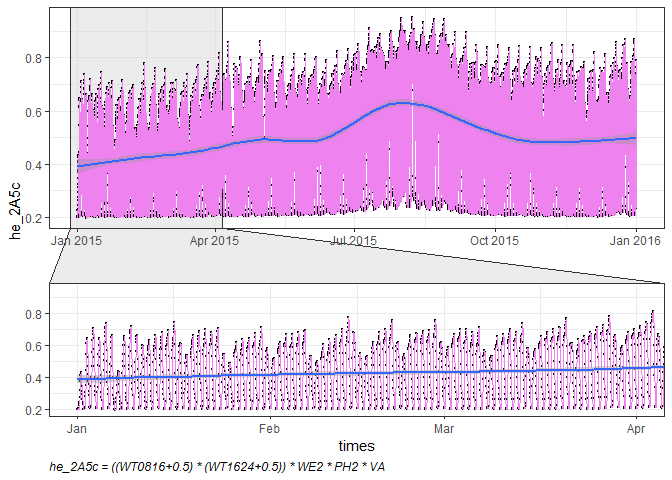 0.8
0.6
0.4
0.2
he_2A5c
Jan 2015 Apr 2015 Jul 2015 Oct 2015 Jan 2016
0.8
0.6
0.4
0.2
Jan Feb Mar Apr
times
he_2A5c = ((WT0816+0.5) * (WT1624+0.5)) * WE2 * PH2 * VA